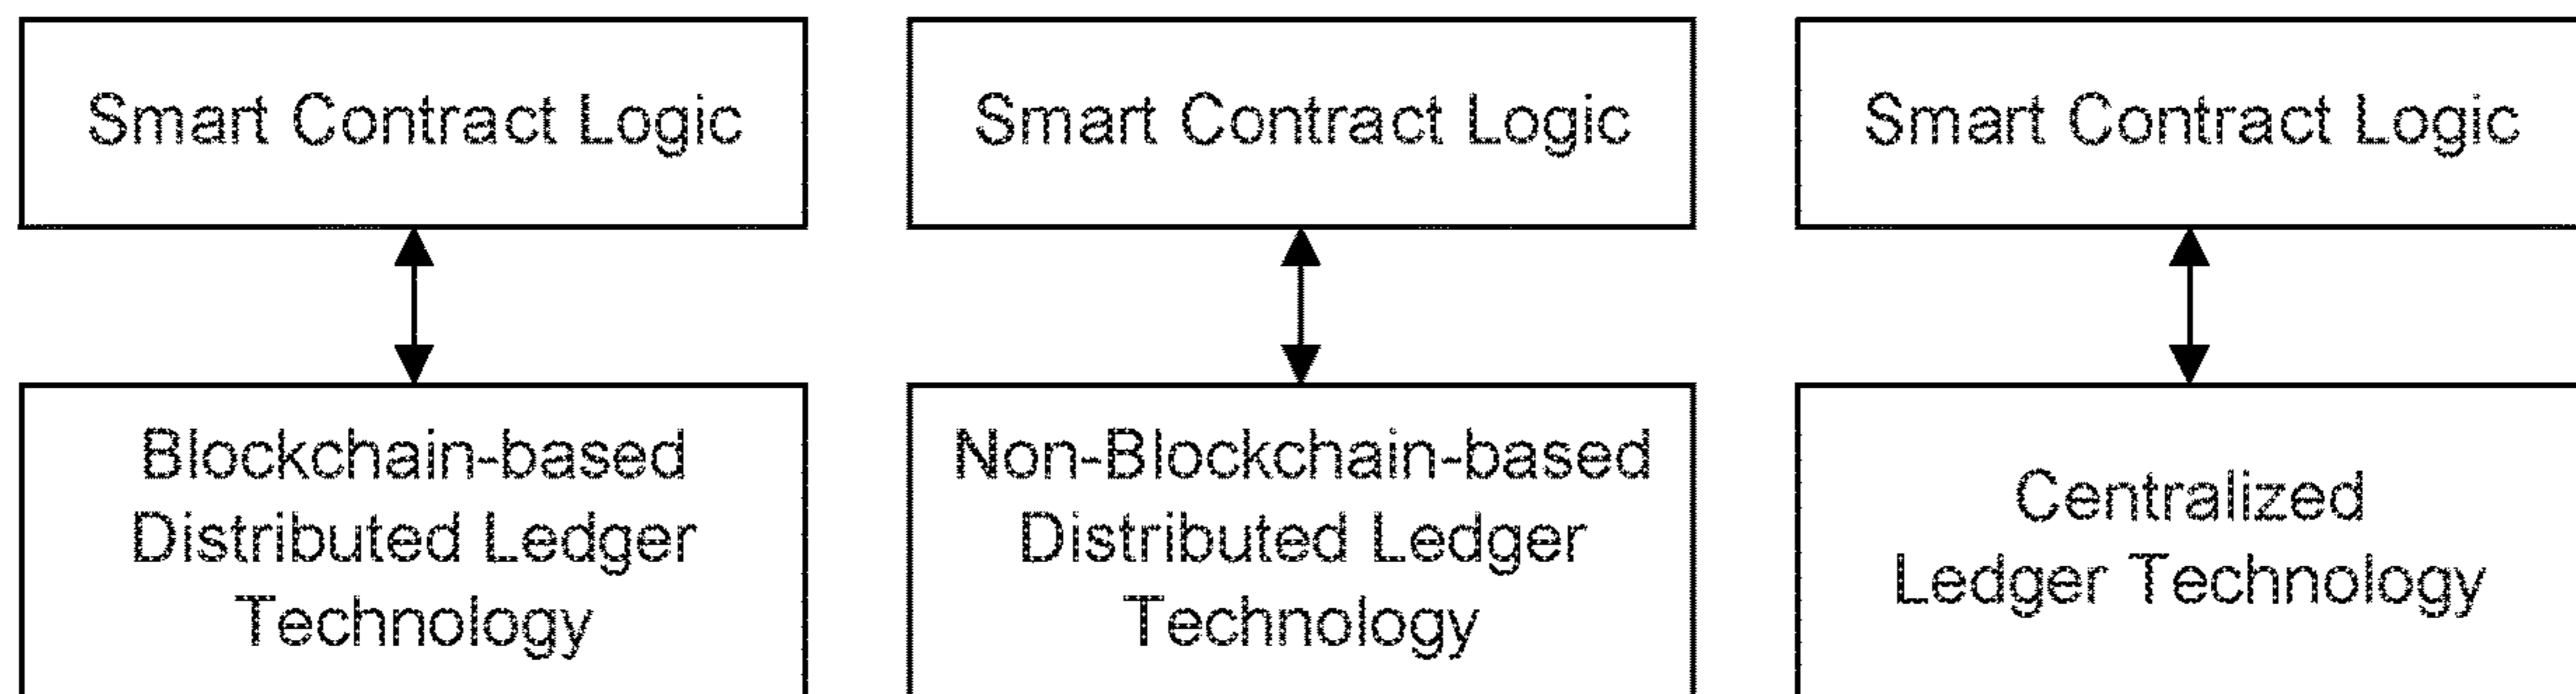 Smart Contract Logic
Smart Contract Logic
Smart Contract Logic
Blockchain-based
Distributed Ledger
Technology
Non-Blockchain-based
Distributed Ledger
Technology
Centralized
Ledger Technology